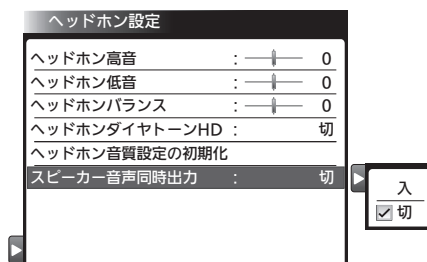 ヘッドホン設定
ヘッドホン高音 : 0
ヘッドホン低音 : 0
ヘッドホンバランス : 0
ヘッドホンダイヤトーンHD : 切
ヘッドホン音質設定の初期化
スピーカー音声同時出力 : 切
入
切